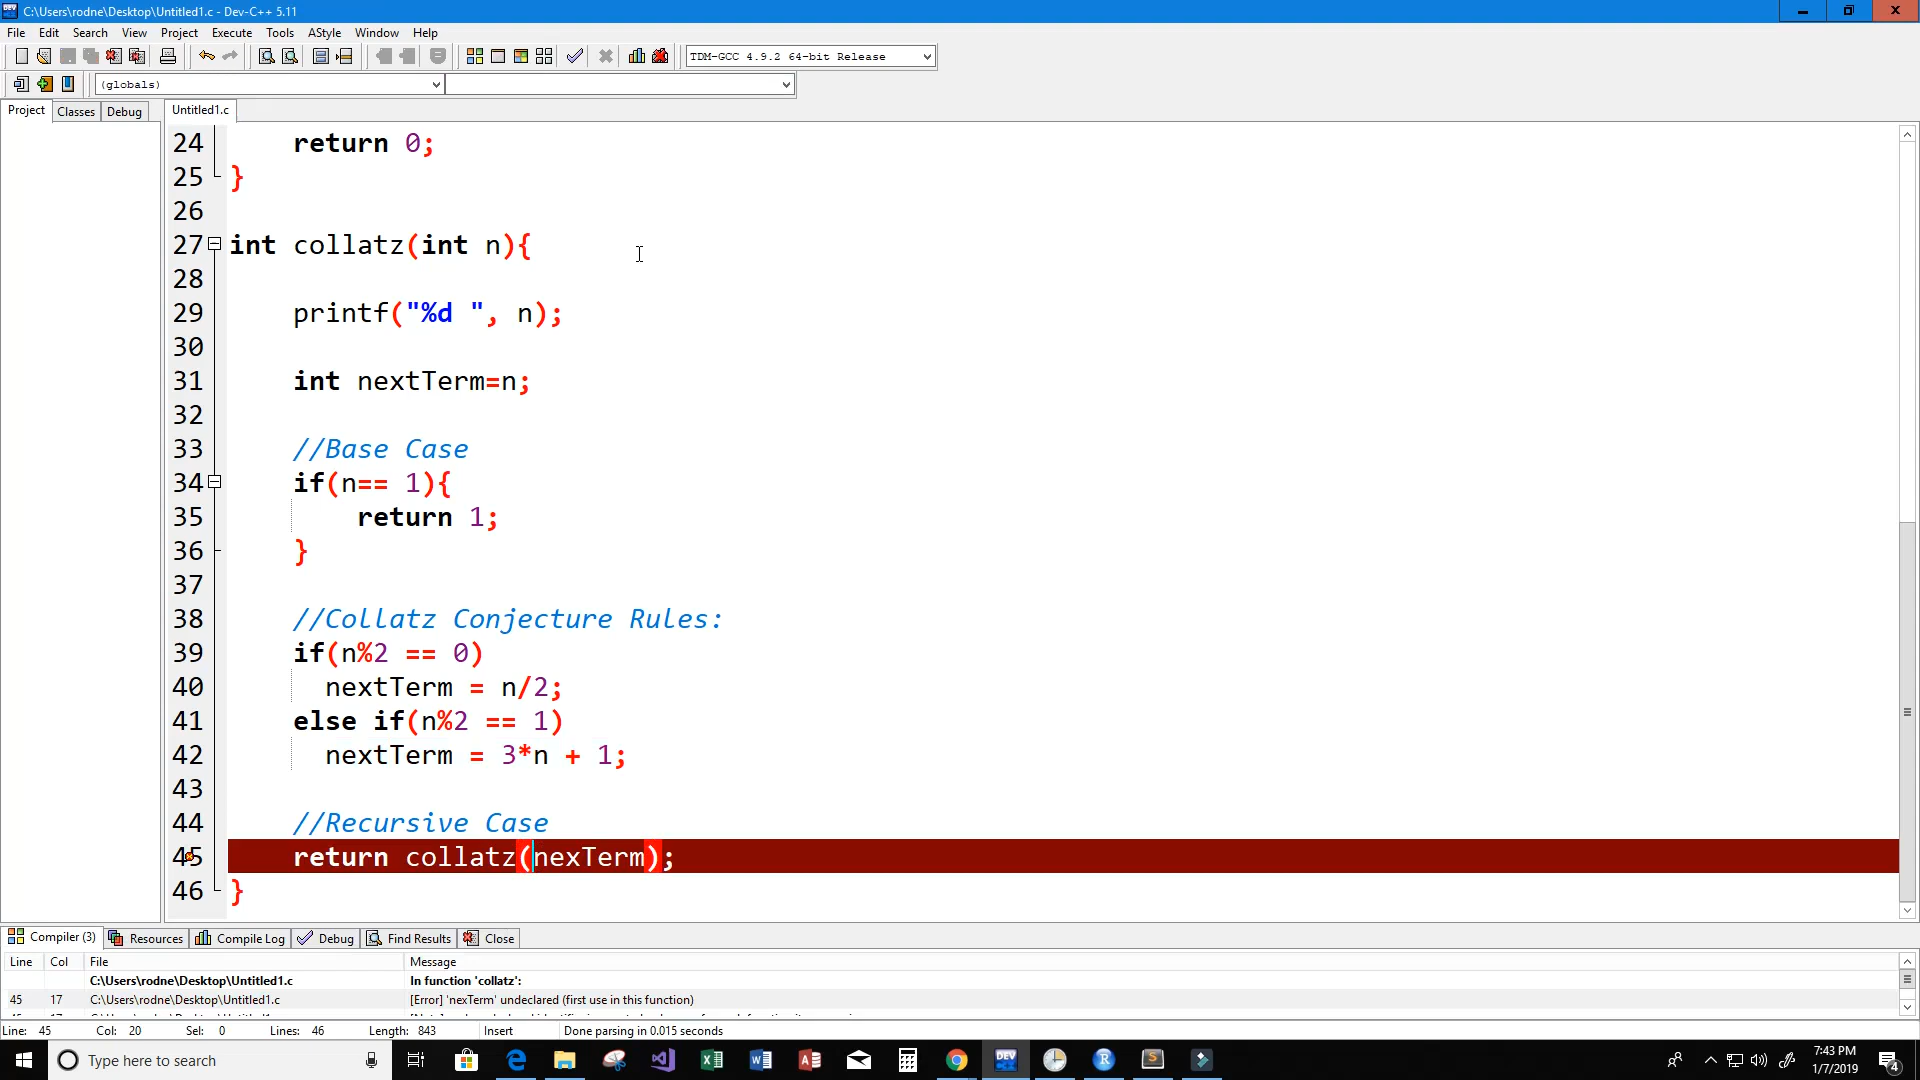 C:\Users\rodne\Desktop\Untitled1.c - Dev-C++ 5.11
File Edit Search View Project Execute Tools AStyle Window Help
TDM-GCC 4.9.2 64-bit Release
(globals)
Project Classes Debug Untitled1.c
24 return 0;
25 }
26
27 int collatz(int n){
28
29 printf("%d ", n);
30
31 int nextTerm=n;
32
33 //Base Case
34 if(n== 1){
35 return 1;
36 }
37
38 //Collatz Conjecture Rules:
39 if(n%2 == 0)
40 nextTerm = n/2;
41 else if(n%2 == 1)
42 nextTerm = 3*n + 1;
43
44 //Recursive Case
45 return collatz(nexTerm);
46 }
Compiler (3) Resources Compile Log Debug Find Results Close
Line Col File Message
C:\Users\rodne\Desktop\Untitled1.c In function 'collatz':
45 17 C:\Users\rodne\Desktop\Untitled1.c [Error] 'nexTerm' undeclared (first use in this function)
Line: 45 Col: 20 Sel: 0 Lines: 46 Length: 843 Insert Done parsing in 0.015 seconds
Type here to search
7:43 PM
1/7/2019